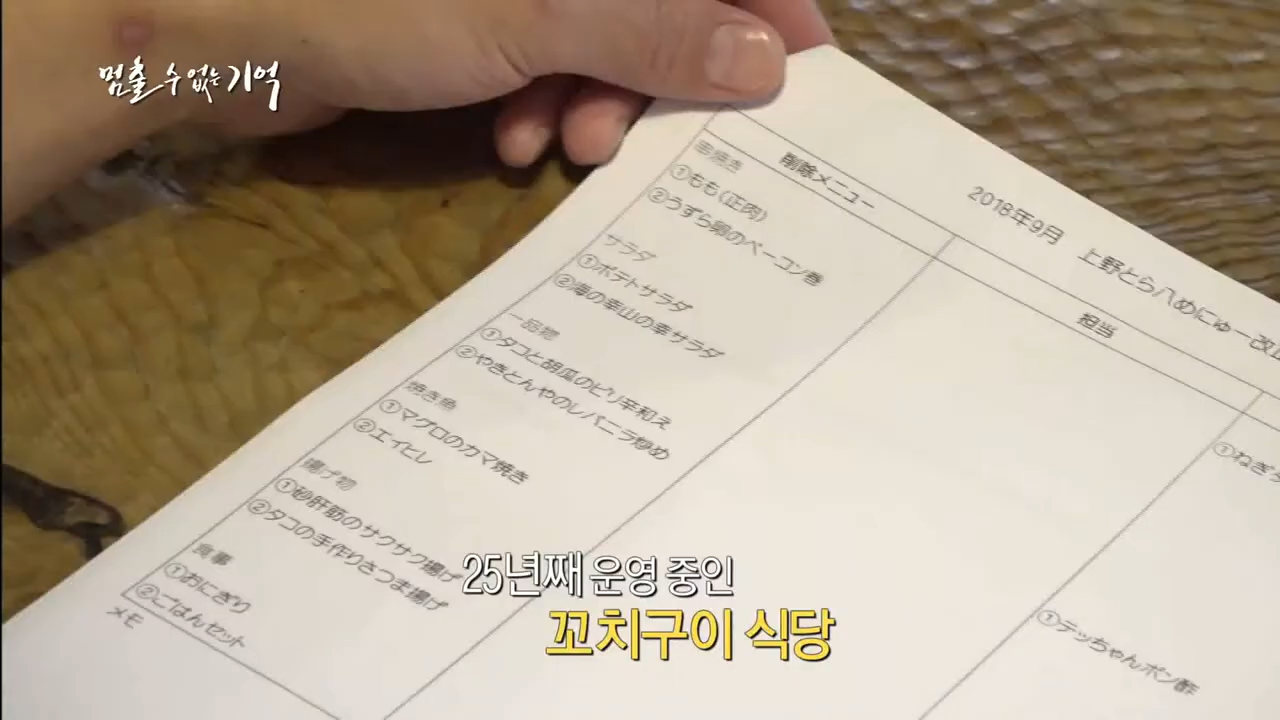 멈출 수 없는 기억
2018年9月 上野とら八めにゅー改正
削除メニュー
担当
串焼き
①もも(正肉)
②うずら卵のベーコン巻
サラダ
①ポテトサラダ
②海の幸山の幸サラダ
一品物
①タコと胡瓜のピリ辛和え
②やきとんやのレバニラ炒め
焼き魚
①マグロのカマ焼き
②エイヒレ
揚げ物
①砂肝筋のサクサク揚げ
②タコの手作りさつま揚げ
食事
①おにぎり
②ごはんセット
メモ
①ねぎ
①テッちゃんポン酢
25년째 운영 중인
꼬치구이 식당